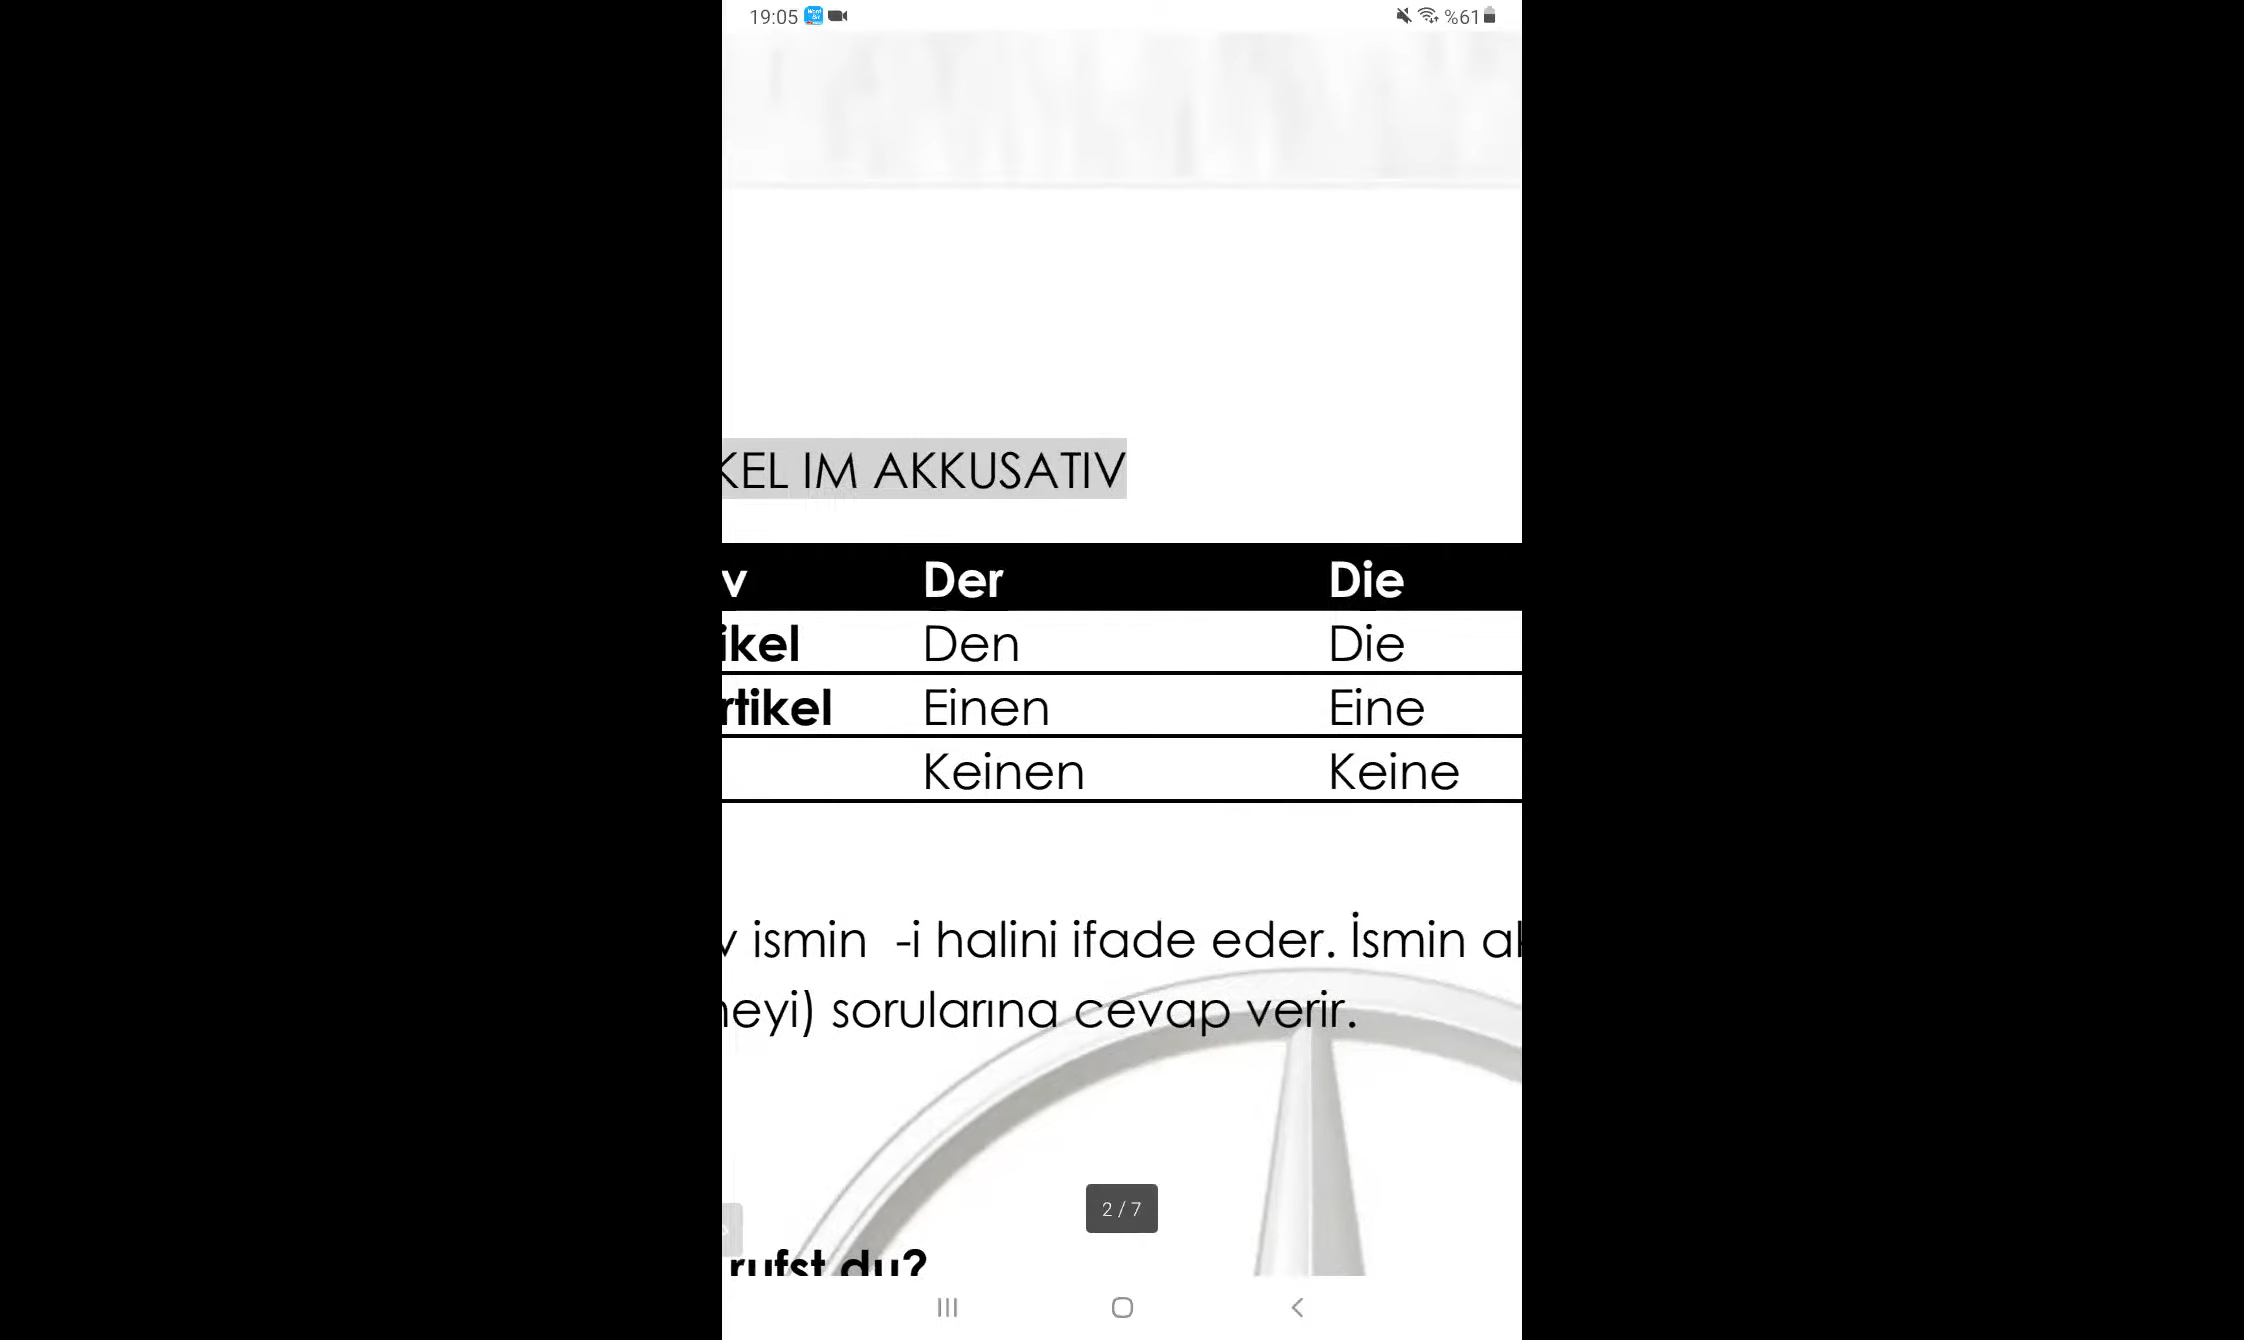 19:05 %61
KEL IM AKKUSATIV
v Der Die
ikel Den Die
rtikel Einen Eine
Keinen Keine
ismin -i halini ifade eder. İsmin
neyi) sorularına cevap verir.
2 / 7
rufst du?